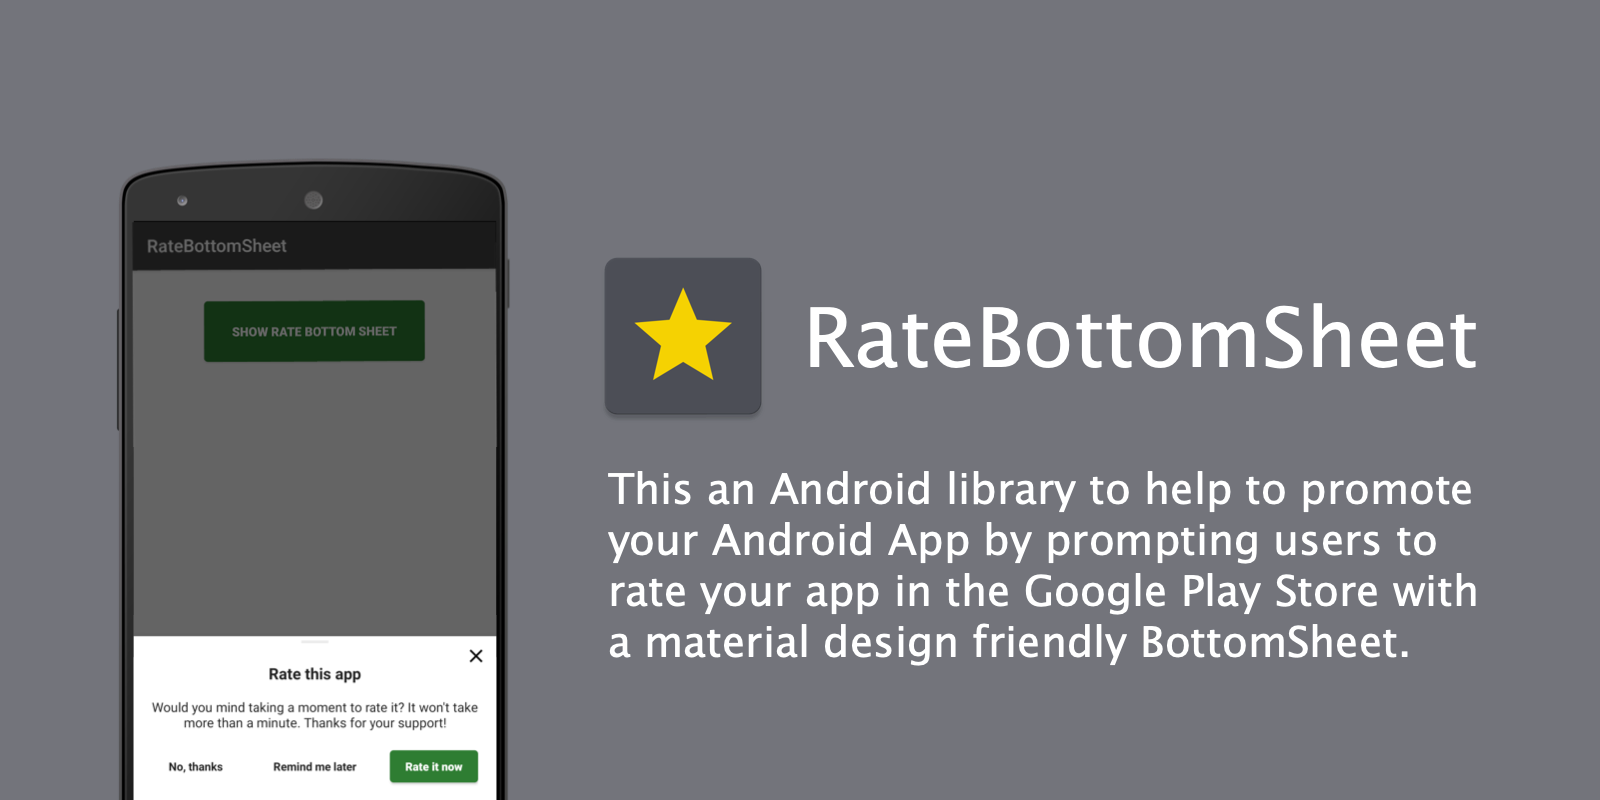 RateBottomSheet
SHOW RATE BOTTOM SHEET
Rate this app
Would you mind taking a moment to rate it? It won't take
more than a minute. Thanks for your support!
No, thanks
Remind me later
Rate it now
RateBottomSheet
This an Android library to help to promote
your Android App by prompting users to
rate your app in the Google Play Store with
a material design friendly BottomSheet.